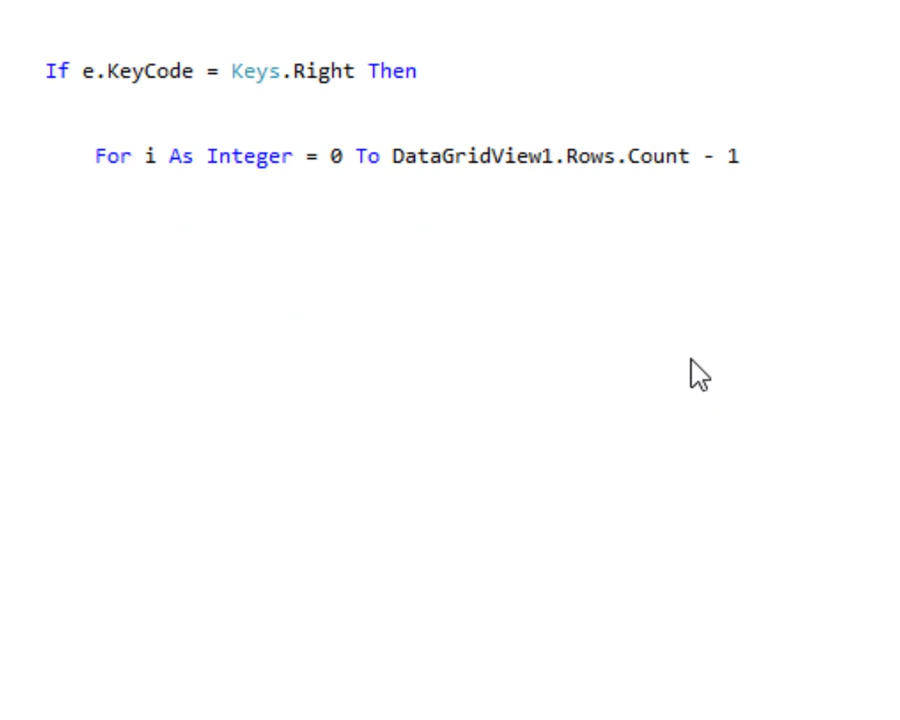 If e.KeyCode = Keys.Right Then
For i As Integer = 0 To DataGridView1.Rows.Count - 1